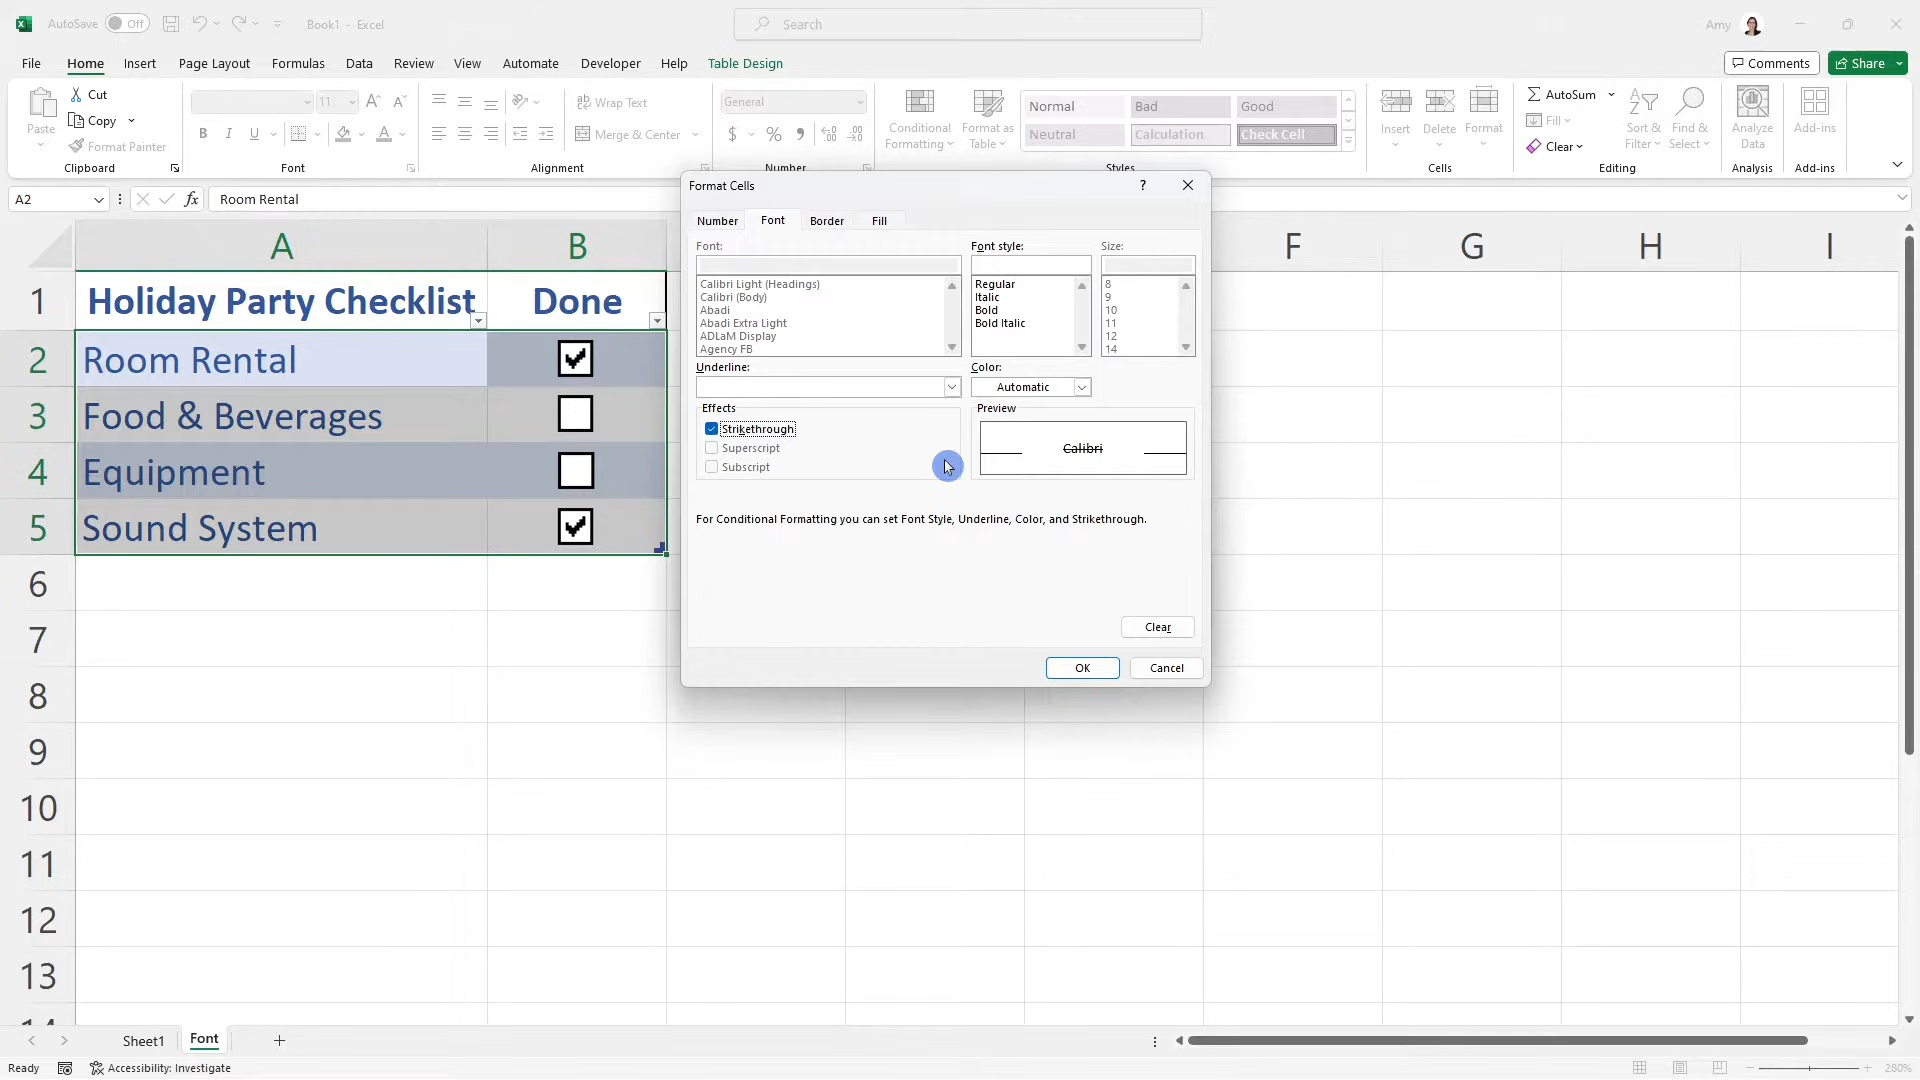 AutoSave Off Book1 - Excel Search Amy
File Home Insert Page Layout Formulas Data Review View Automate Developer Help Table Design Comments Share
Paste
Cut
Copy
Format Painter
Clipboard
11
B I U A
Font
Wrap Text
Merge & Center
Alignment
General
$ % ,
Number
Conditional Formatting
Format as Table
Normal Bad Good
Neutral Calculation Check Cell
Styles
Insert Delete Format
Cells
AutoSum
Fill
Clear
Sort & Filter
Find & Select
Editing
Analyze Data
Analysis
Add-ins
Add-ins
A2 fx Room Rental
A B F G H I
1 Holiday Party Checklist Done
2 Room Rental
3 Food & Beverages
4 Equipment
5 Sound System
6
7
8
9
10
11
12
13
14
Format Cells ?
Number Font Border Fill
Font: Font style: Size:
Calibri Light (Headings) Regular 8
Calibri (Body) Italic 9
Abadi Bold 10
Abadi Extra Light Bold Italic 11
ADLaM Display 12
Agency FB 14
Underline: Color:
Automatic
Effects Preview
Strikethrough
Superscript Calibri
Subscript
For Conditional Formatting you can set Font Style, Underline, Color, and Strikethrough.
Clear
OK Cancel
Sheet1 Font
Ready Accessibility: Investigate 280%